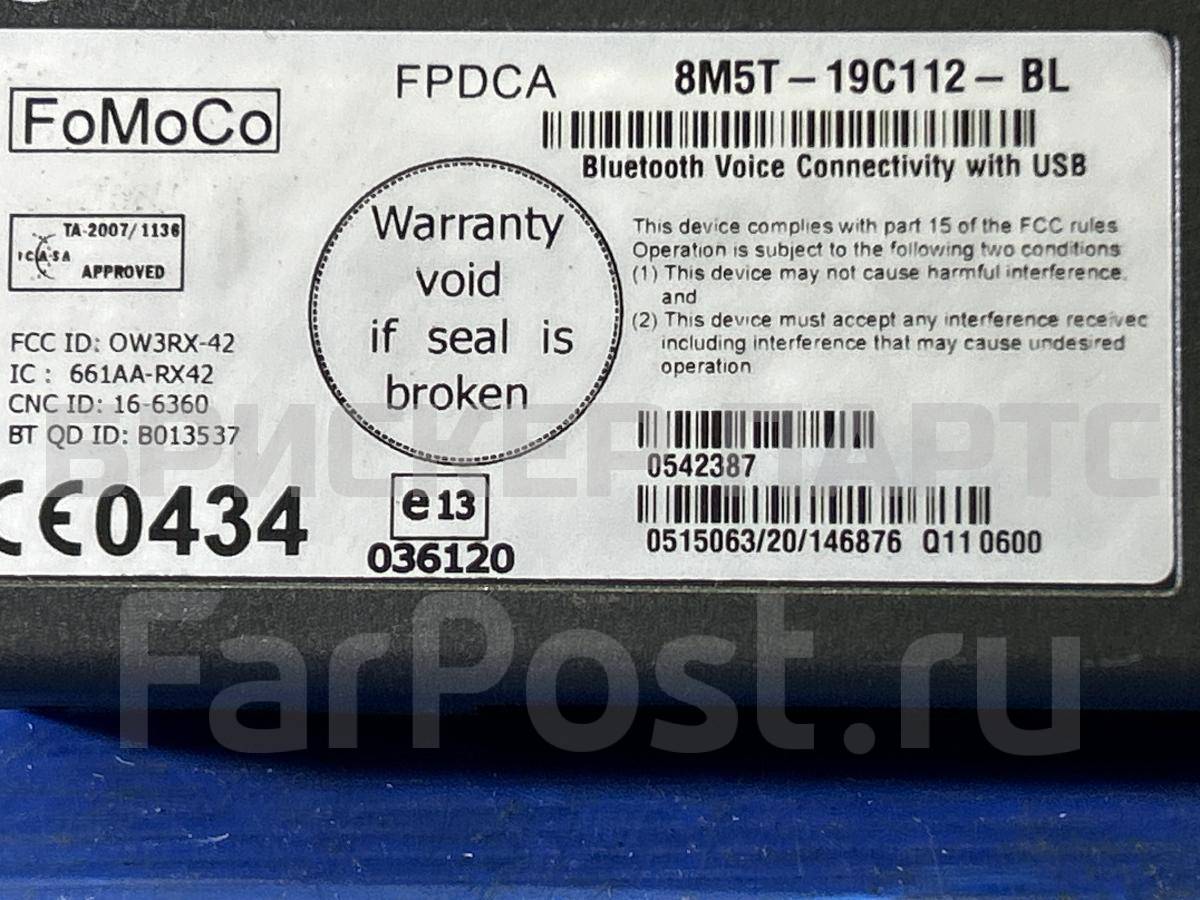 FPDCA
8M5T-19C112-BL
FoMoCo
Bluetooth Voice Connectivity with USB
Warranty
void
if seal is
broken
TA-2007/1136
ICASA
APPROVED
This device complies with part 15 of the FCC rules
Operation is subject to the following two conditions
(1) This device may not cause harmful interference.
and
(2) This device must accept any interference receivec
including interference that may cause undesired
operation
FCC ID: OW3RX-42
IC : 661AA-RX42
CNC ID: 16-6360
BT QD ID: B013537
БРИСКЕР ПАРТС
0542387
CE0434
e13
036120
0515063/20/146876 Q11 0600
FarPost.ru